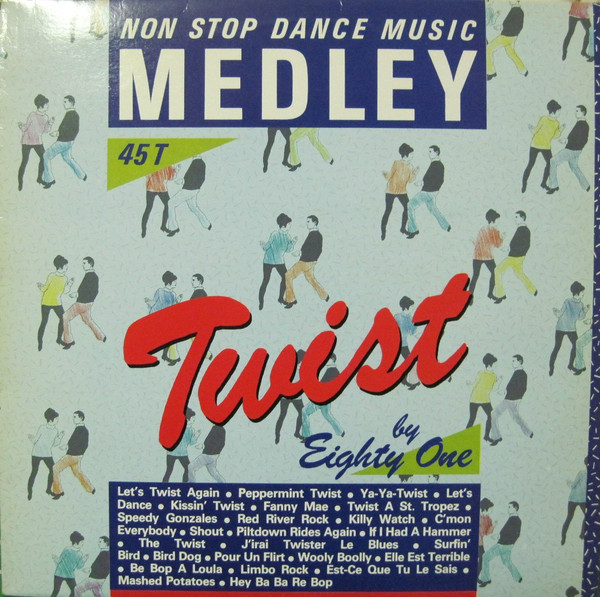 NON STOP DANCE MUSIC
MEDLEY
45 T
Twist
by
Eighty One
Let's Twist Again • Peppermint Twist • Ya-Ya-Twist • Let's
Dance • Kissin' Twist • Fanny Mae • Twist A St. Tropez •
Speedy Gonzales • Red River Rock • Killy Watch • C'mon
Everybody • Shout • Piltdown Rides Again • If I Had A Hammer
• The Twist • J'irai Twister Le Blues • Surfin'
Bird • Bird Dog • Pour Un Flirt • Wooly Boolly • Elle Est Terrible
• Be Bop A Loula • Limbo Rock • Est-Ce Que Tu Le Sais •
Mashed Potatoes • Hey Ba Ba Re Bop